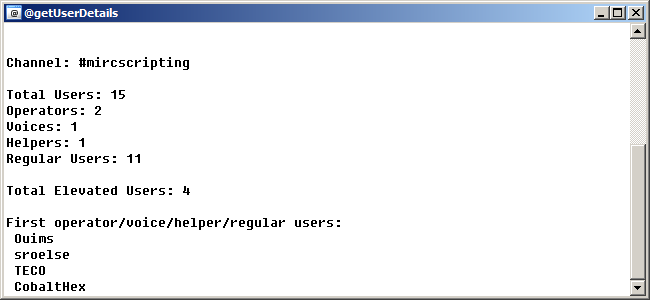 @getUserDetails
Channel: #mircscripting
Total Users: 15
Operators: 2
Voices: 1
Helpers: 1
Regular Users: 11
Total Elevated Users: 4
First operator/voice/helper/regular users:
Ouims
sroelse
TECO
CobaltHex